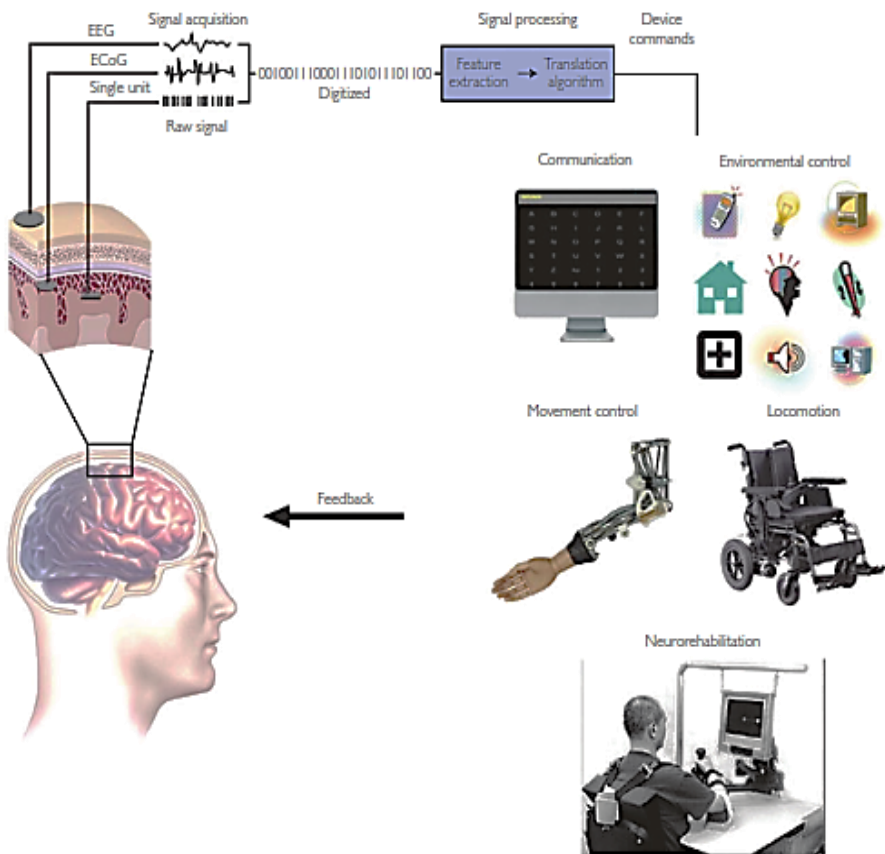 Signal acquisition
EEG
ECoG
Single unit
Raw signal
Digitized
Signal processing
Feature
extraction
Translation
algorithm
Device
commands
Communication
Environmental control
Movement control
Locomotion
Feedback
Neurorehabilitation